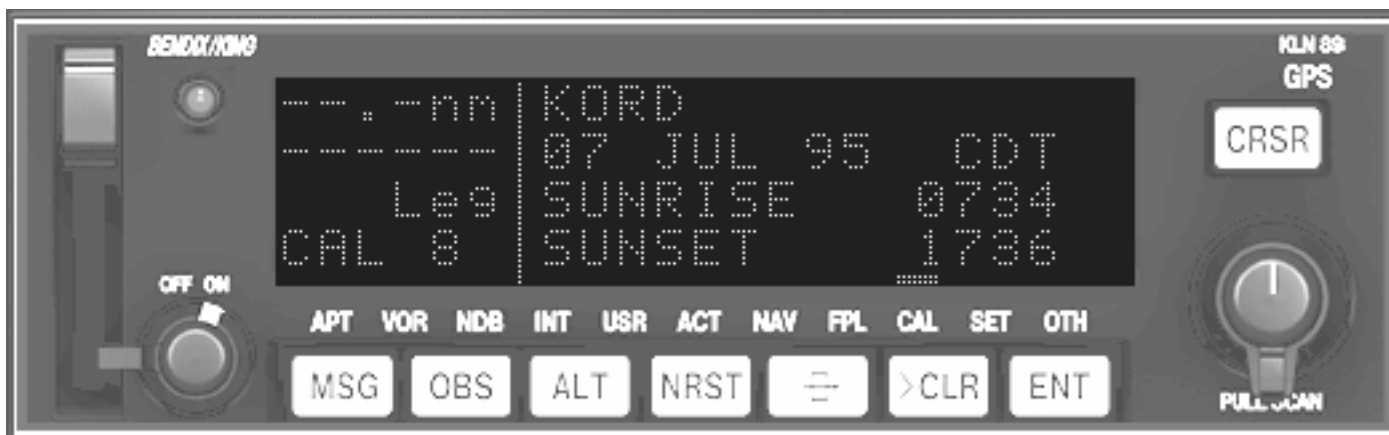 BENDIX/KING
KLN 89
GPS
--.-nm KORD
------ 07 JUL 95 CDT
Leg SUNRISE 0734
CAL 8 SUNSET 1736
CRSR
OFF ON
APT VOR NDB INT USR ACT NAV FPL CAL SET OTH
MSG OBS ALT NRST >CLR ENT
PULL SCAN